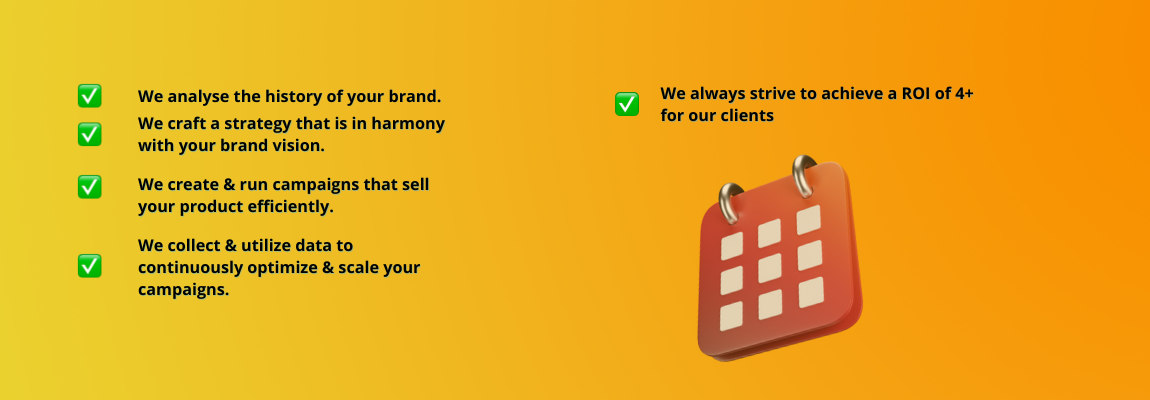 We analyse the history of your brand.
We craft a strategy that is in harmony
with your brand vision.
We create & run campaigns that sell
your product efficiently.
We collect & utilize data to
continuously optimize & scale your
campaigns.
We always strive to achieve a ROI of 4+
for our clients